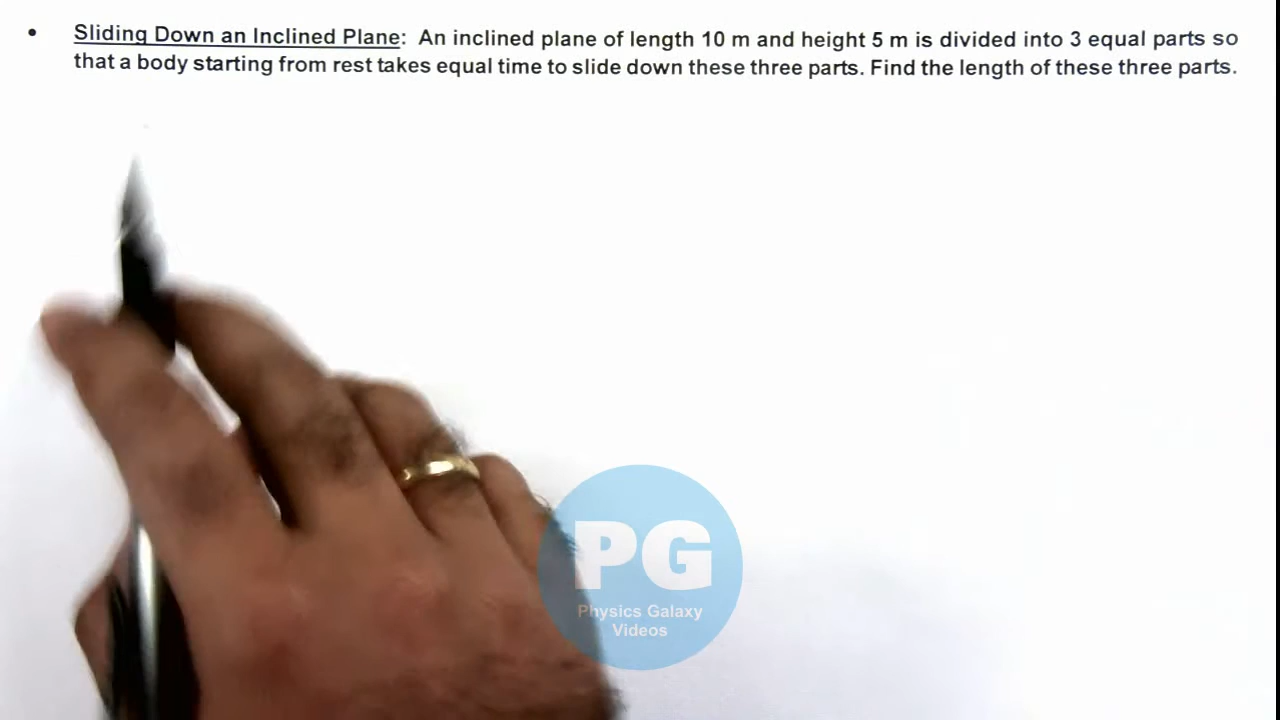 • Sliding Down an Inclined Plane: An inclined plane of length 10 m and height 5 m is divided into 3 equal parts so
that a body starting from rest takes equal time to slide down these three parts. Find the length of these three parts.
PG
Physics Galaxy
Videos